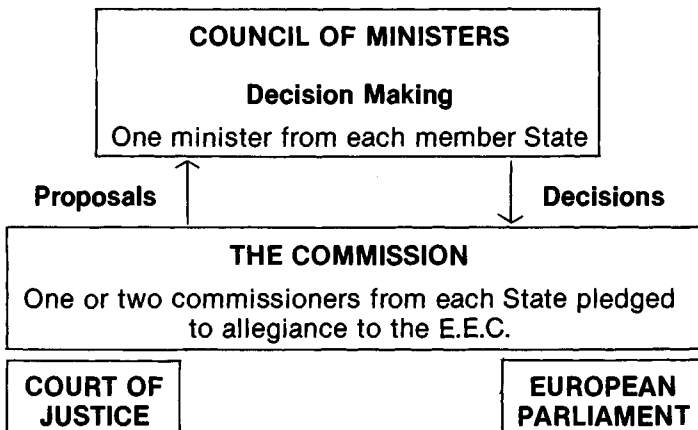 COUNCIL OF MINISTERS
Decision Making
One minister from each member State
Proposals
Decisions
THE COMMISSION
One or two commissioners from each State pledged
to allegiance to the E.E.C.
COURT OF
JUSTICE
EUROPEAN
PARLIAMENT